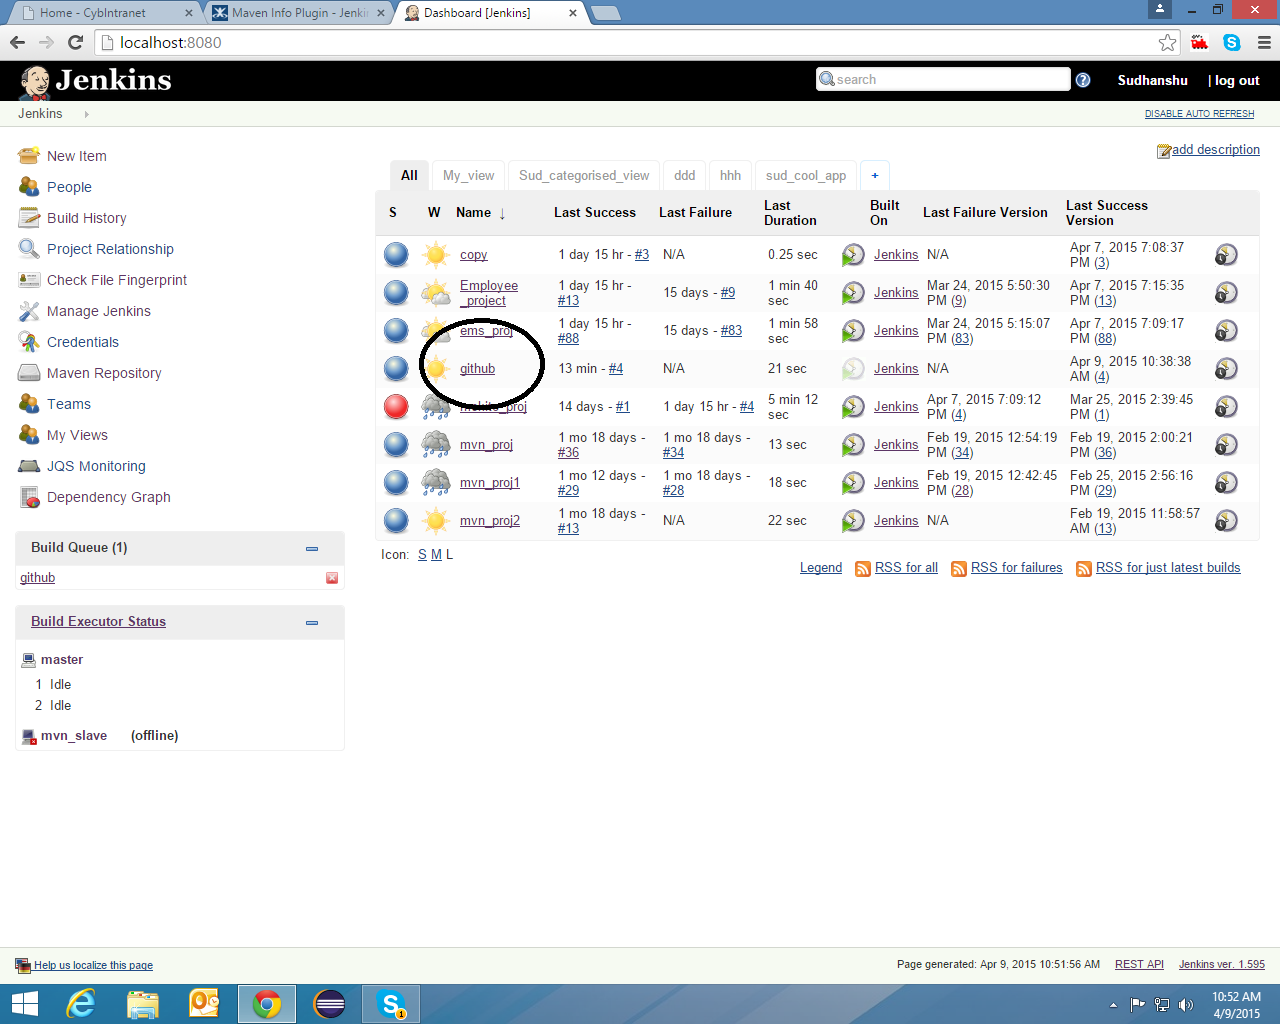 Home - CybIntranet
Maven Info Plugin - Jenki
Dashboard [Jenkins]
localhost:8080
Jenkins
search
Sudhanshu
| log out
Jenkins
DISABLE AUTO REFRESH
New Item
People
Build History
Project Relationship
Check File Fingerprint
Manage Jenkins
Credentials
Maven Repository
Teams
My Views
JQS Monitoring
Dependency Graph
Build Queue (1)
github
Build Executor Status
master
1 Idle
2 Idle
mvn_slave (offline)
add description
All My_view Sud_categorised_view ddd hhh sud_cool_app +
S W Name ↓ Last Success Last Failure Last Duration Built On Last Failure Version Last Success Version
copy 1 day 15 hr - #3 N/A 0.25 sec Jenkins N/A Apr 7, 2015 7:08:37 PM (3)
Employee_project 1 day 15 hr - #13 15 days - #9 1 min 40 sec Jenkins Mar 24, 2015 5:50:30 PM (9) Apr 7, 2015 7:15:35 PM (13)
ems_proj 1 day 15 hr - #88 15 days - #83 1 min 58 sec Jenkins Mar 24, 2015 5:15:07 PM (83) Apr 7, 2015 7:09:17 PM (88)
github 13 min - #4 N/A 21 sec Jenkins N/A Apr 9, 2015 10:38:38 AM (4)
14 days - #1 1 day 15 hr - #4 5 min 12 sec Jenkins Apr 7, 2015 7:09:12 PM (4) Mar 25, 2015 2:39:45 PM (1)
mvn_proj 1 mo 18 days - #36 1 mo 18 days - #34 13 sec Jenkins Feb 19, 2015 12:54:19 PM (34) Feb 19, 2015 2:00:21 PM (36)
mvn_proj1 1 mo 12 days - #29 1 mo 18 days - #28 18 sec Jenkins Feb 19, 2015 12:42:45 PM (28) Feb 25, 2015 2:56:16 PM (29)
mvn_proj2 1 mo 18 days - #13 N/A 22 sec Jenkins N/A Feb 19, 2015 11:58:57 AM (13)
Icon: S M L
Legend RSS for all RSS for failures RSS for just latest builds
Help us localize this page
Page generated: Apr 9, 2015 10:51:56 AM REST API Jenkins ver. 1.595
10:52 AM
4/9/2015